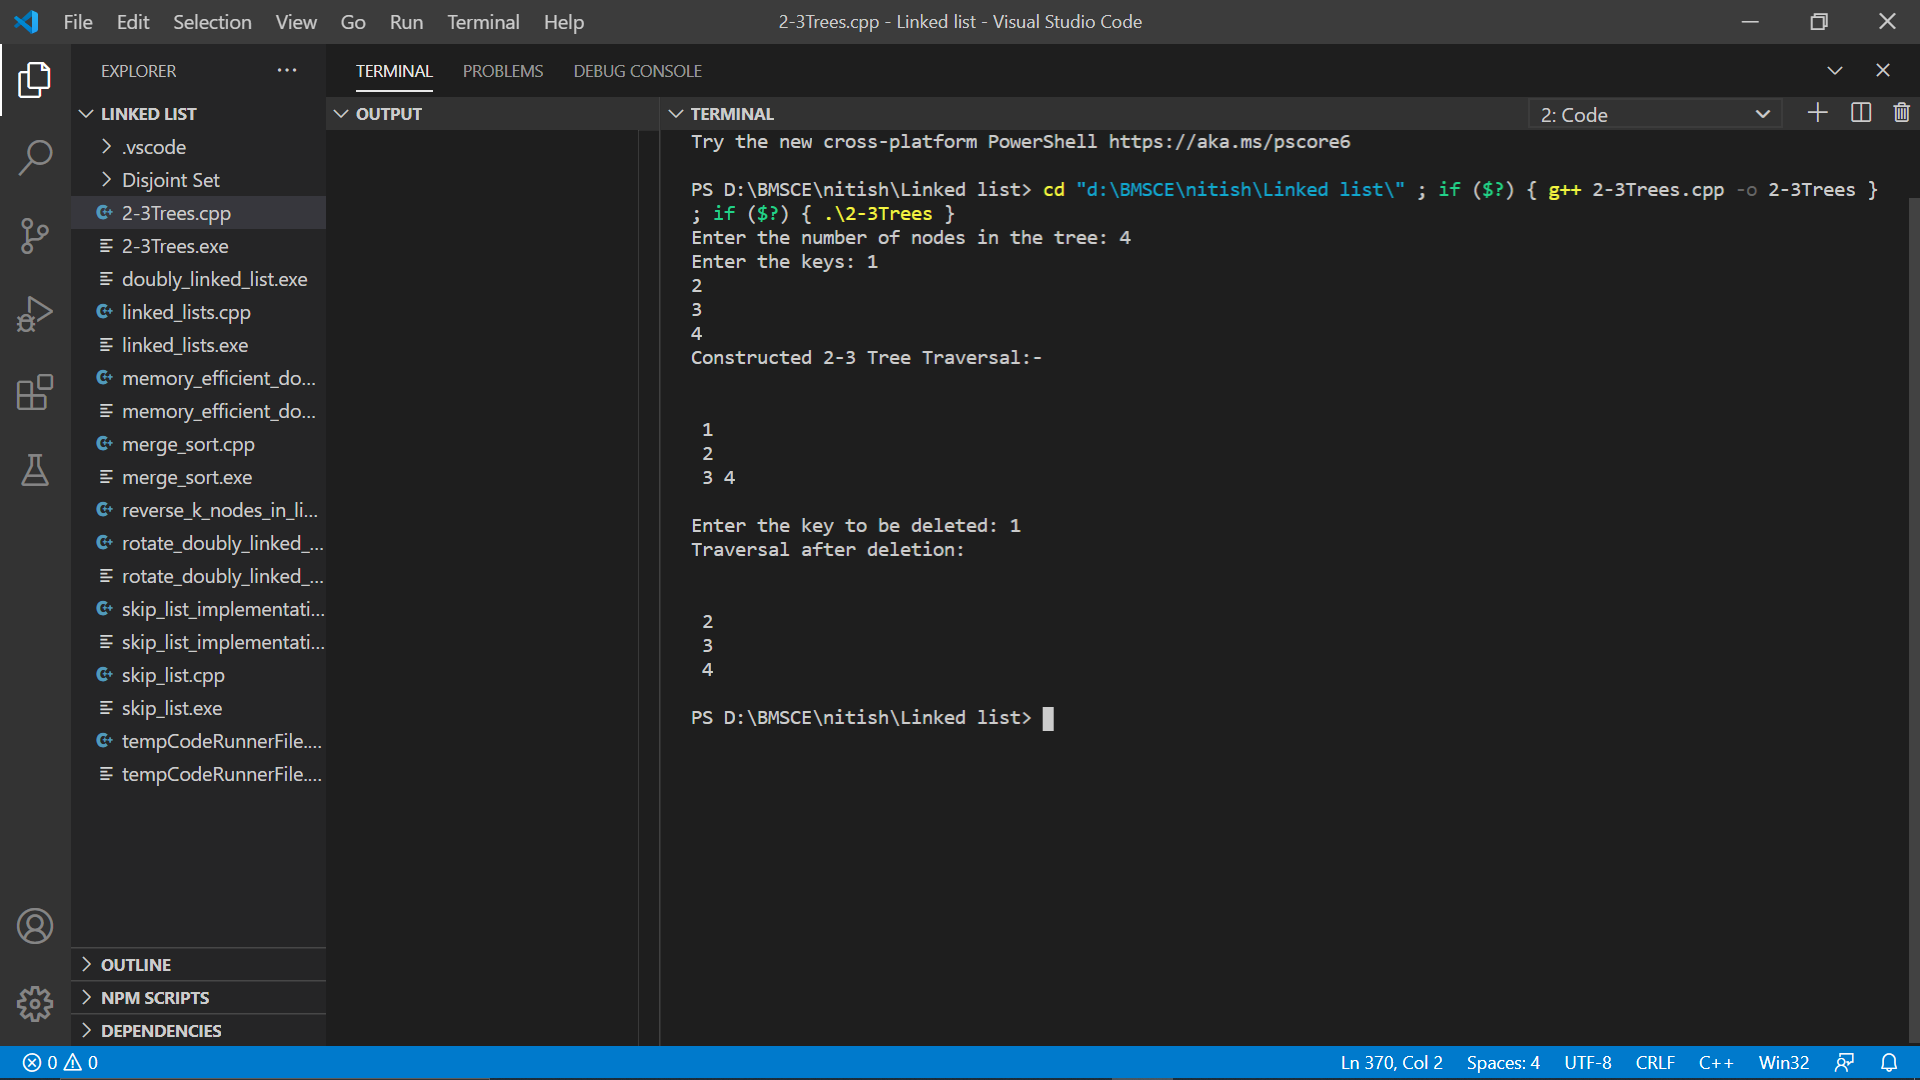 File Edit Selection View Go Run Terminal Help
2-3Trees.cpp - Linked list - Visual Studio Code
EXPLORER
LINKED LIST
.vscode
Disjoint Set
2-3Trees.cpp
2-3Trees.exe
doubly_linked_list.exe
linked_lists.cpp
linked_lists.exe
memory_efficient_do...
memory_efficient_do...
merge_sort.cpp
merge_sort.exe
reverse_k_nodes_in_li...
rotate_doubly_linked_...
rotate_doubly_linked_...
skip_list_implementati...
skip_list_implementati...
skip_list.cpp
skip_list.exe
tempCodeRunnerFile....
tempCodeRunnerFile....
OUTLINE
NPM SCRIPTS
DEPENDENCIES
TERMINAL PROBLEMS DEBUG CONSOLE
OUTPUT
TERMINAL
2: Code
Try the new cross-platform PowerShell https://aka.ms/pscore6
PS D:\BMSCE\nitish\Linked list> cd "d:\BMSCE\nitish\Linked list\" ; if ($?) { g++ 2-3Trees.cpp -o 2-3Trees }
; if ($?) { .\2-3Trees }
Enter the number of nodes in the tree: 4
Enter the keys: 1
2
3
4
Constructed 2-3 Tree Traversal:-
1
2
3 4
Enter the key to be deleted: 1
Traversal after deletion:
2
3
4
PS D:\BMSCE\nitish\Linked list>
0 0
Ln 370, Col 2 Spaces: 4 UTF-8 CRLF C++ Win32